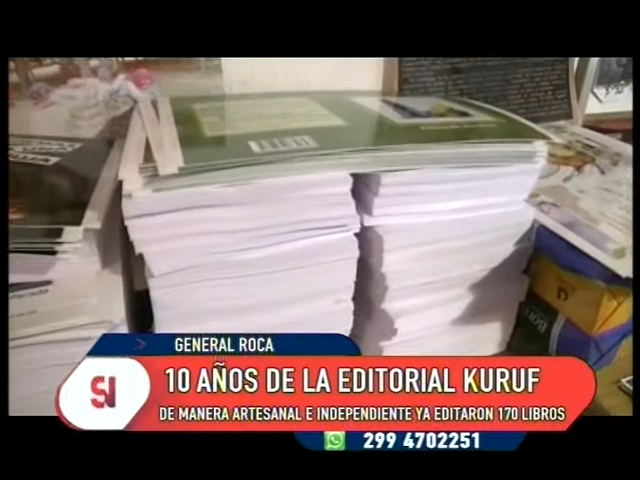 GENERAL ROCA
SI
10 AÑOS DE LA EDITORIAL KURUF
DE MANERA ARTESANAL E INDEPENDIENTE YA EDITARON 170 LIBROS
299 4702251